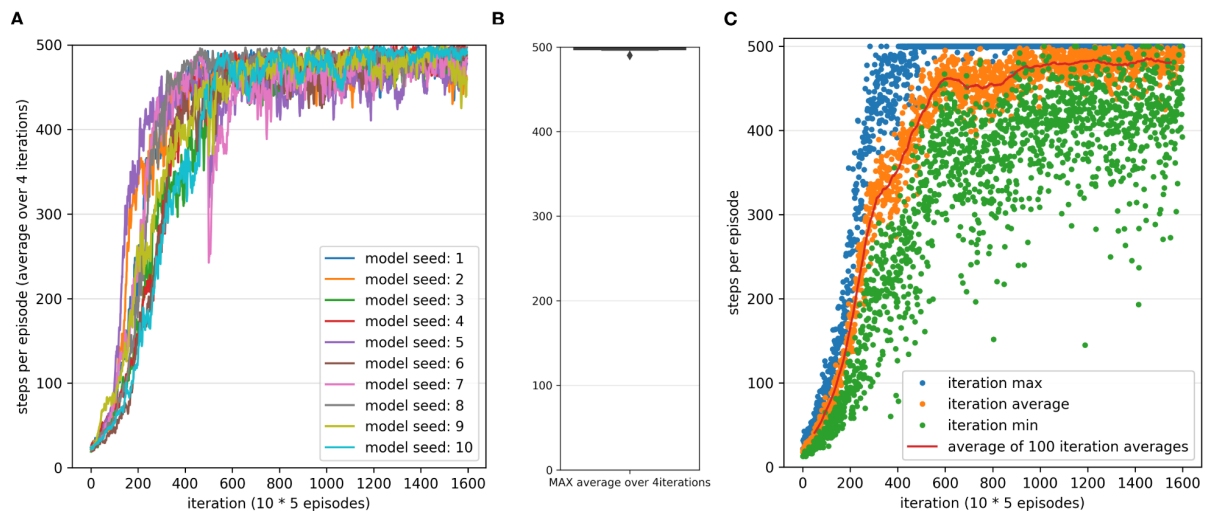 A
B
C
500
400
300
200
100
0
steps per episode (average over 4 iterations)
model seed: 1
model seed: 2
model seed: 3
model seed: 4
model seed: 5
model seed: 6
model seed: 7
model seed: 8
model seed: 9
model seed: 10
0 200 400 600 800 1000 1200 1400 1600
iteration (10 * 5 episodes)
500
400
300
200
100
0
MAX average over 4iterations
500
400
300
200
100
0
steps per episode
iteration max
iteration average
iteration min
average of 100 iteration averages
0 200 400 600 800 1000 1200 1400 1600
iteration (10 * 5 episodes)